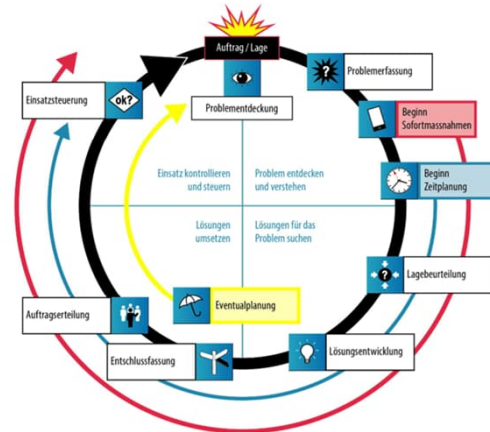 Auftrag / Lage
Problementdeckung
?
Problemerfassung
Beginn
Sofortmassnahmen
Beginn
Zeitplanung
?
Lagebeurteilung
Lösungsentwicklung
Entschlussfassung
Eventualplanung
Auftragserteilung
ok?
Einsatzsteuerung
Einsatz kontrollieren
und steuern
Problem entdecken
und verstehen
Lösungen
umsetzen
Lösungen für das
Problem suchen